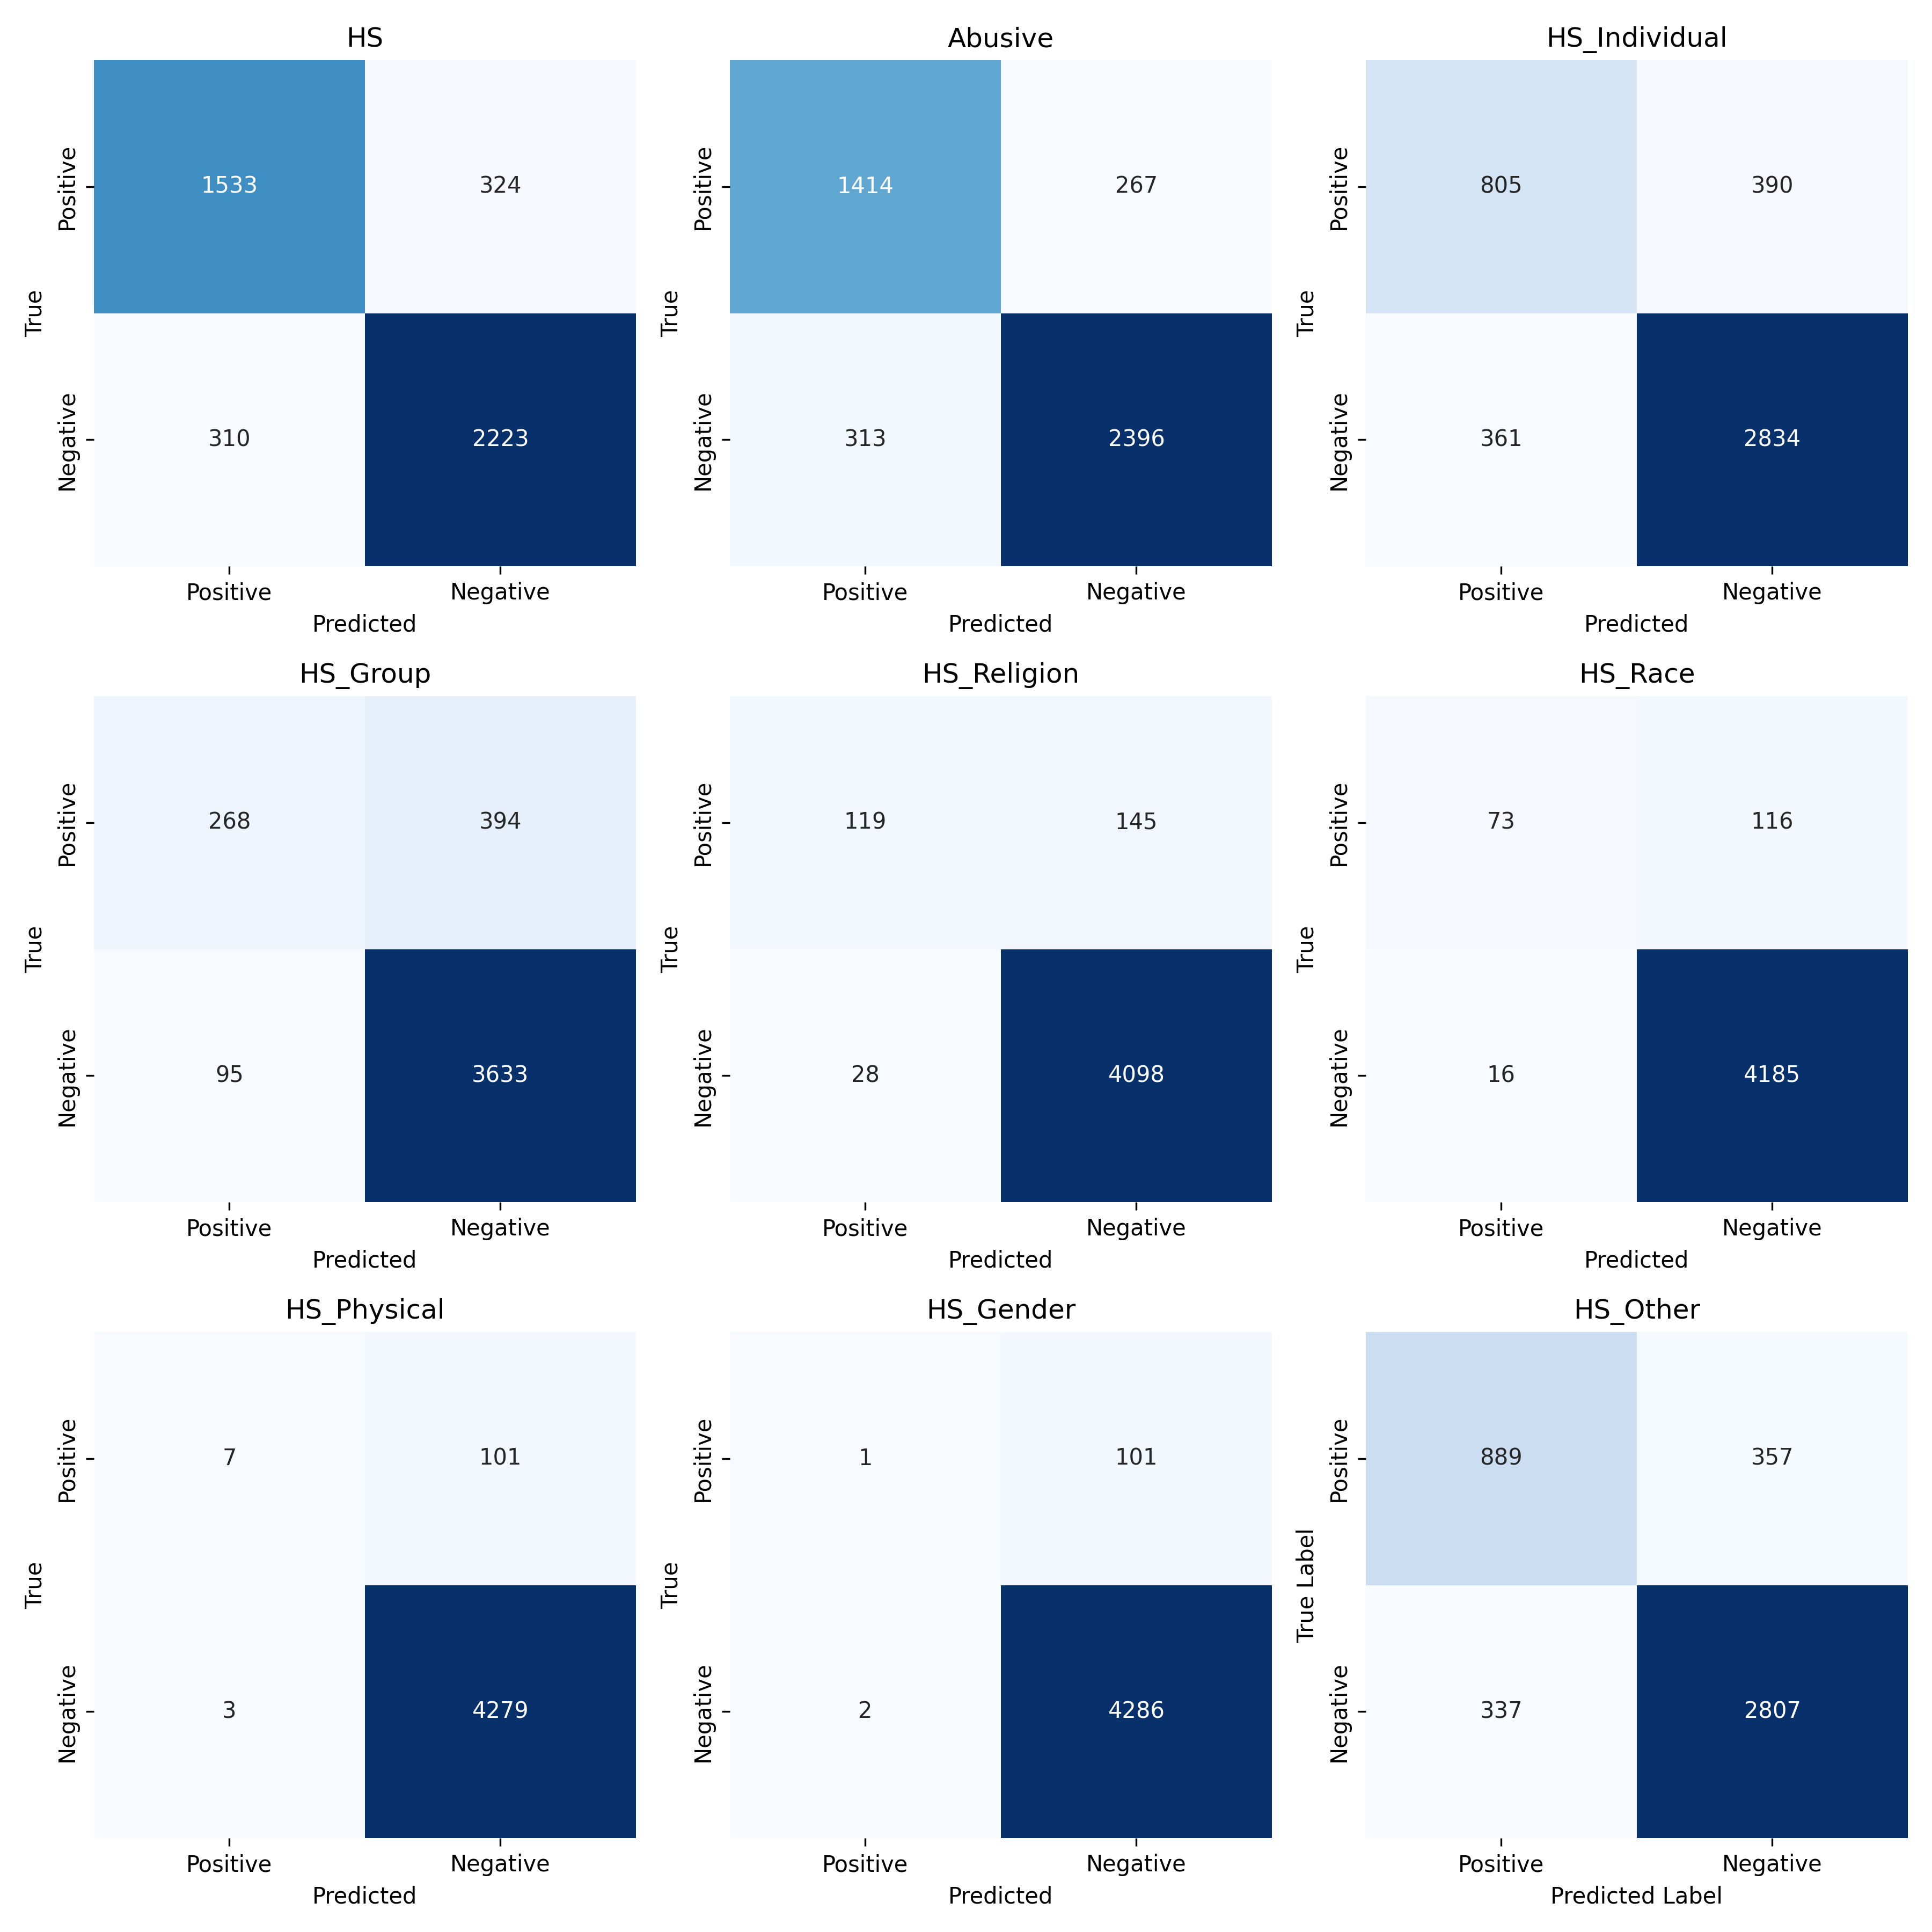 HS
Positive
1533
324
True
Negative
310
2223
Positive
Negative
Predicted
Abusive
Positive
1414
267
True
Negative
313
2396
Positive
Negative
Predicted
HS_Individual
Positive
805
390
True
Negative
361
2834
Positive
Negative
Predicted
HS_Group
Positive
268
394
True
Negative
95
3633
Positive
Negative
Predicted
HS_Religion
Positive
119
145
True
Negative
28
4098
Positive
Negative
Predicted
HS_Race
Positive
73
116
True
Negative
16
4185
Positive
Negative
Predicted
HS_Physical
Positive
7
101
True
Negative
3
4279
Positive
Negative
Predicted
HS_Gender
Positive
1
101
True
Negative
2
4286
Positive
Negative
Predicted
HS_Other
Positive
889
357
True Label
Negative
337
2807
Positive
Negative
Predicted Label